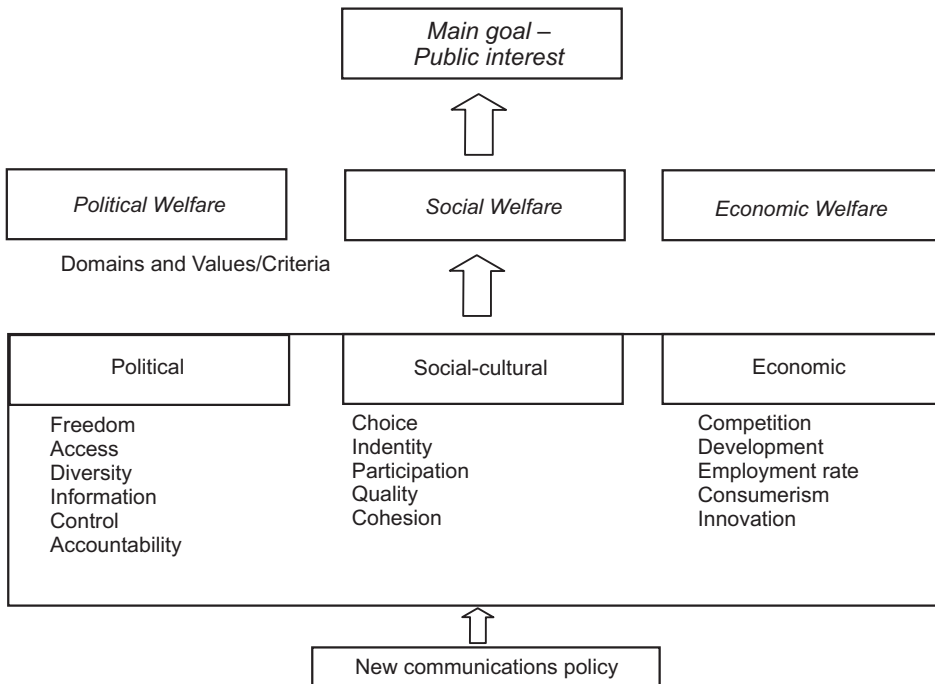 Main goal –
Public interest
Political Welfare
Social Welfare
Economic Welfare
Domains and Values/Criteria
Political
Social-cultural
Economic
Freedom
Access
Diversity
Information
Control
Accountability
Choice
Indentity
Participation
Quality
Cohesion
Competition
Development
Employment rate
Consumerism
Innovation
New communications policy